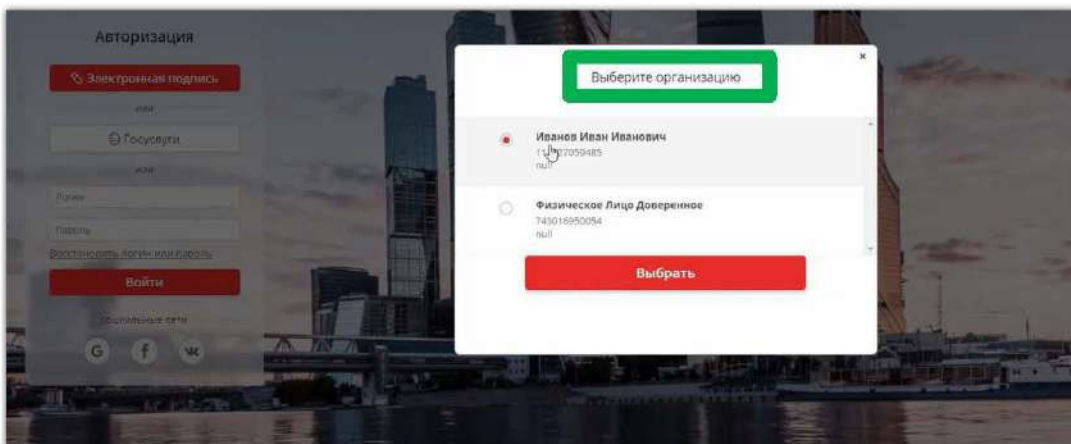 Авторизация
Электронная подпись
или
Госуслуги
или
Логин
Пароль
Восстановить логин или пароль
Войти
социальные сети
G f
Выберите организацию
×
Иванов Иван Иванович
null
Физическое Лицо Доверенное
743016950054
null
Выбрать